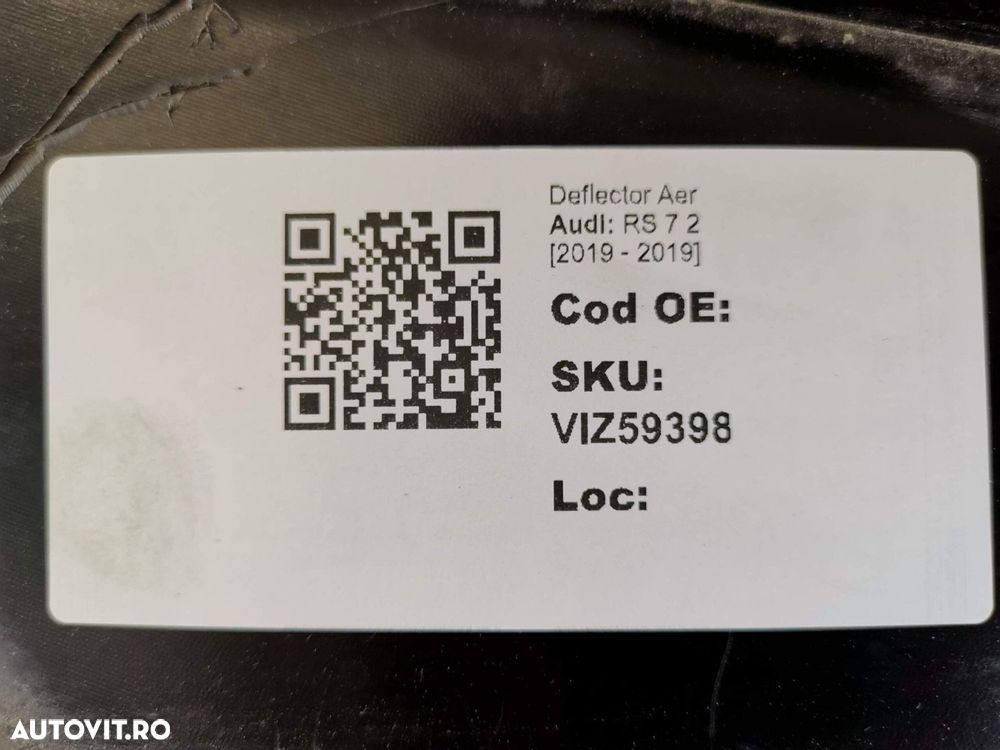 Deflector Aer
Audi: RS 7 2
[2019 - 2019]
Cod OE:
SKU:
VIZ59398
Loc:
AUTOVIT.RO